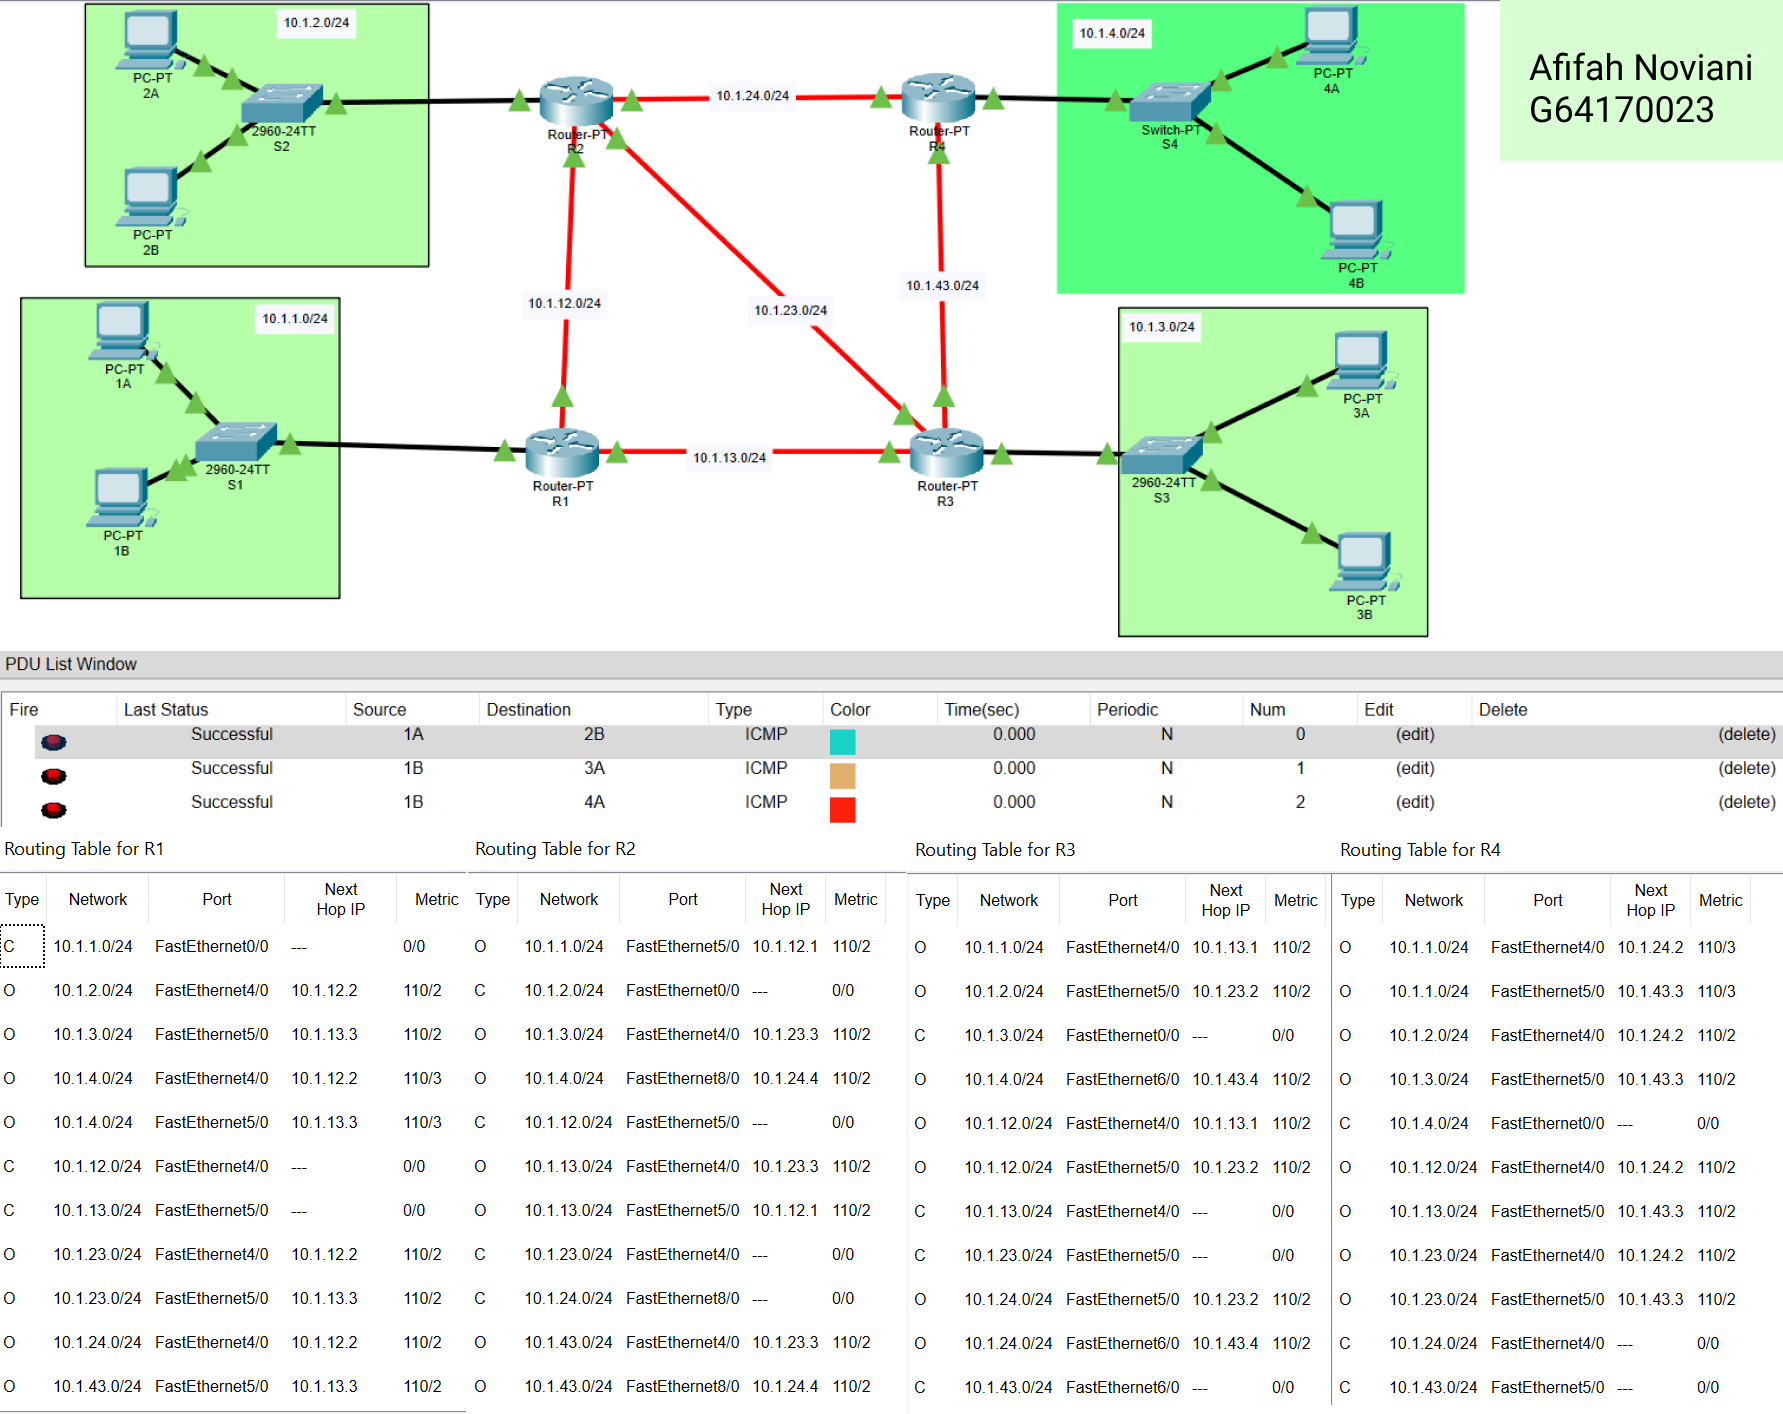 10.1.2.0/24
PC-PT
2A
2960-24TT
S2
PC-PT
2B
Router-PT
R2
10.1.24.0/24
Router-PT
R4
10.1.4.0/24
PC-PT
4A
Switch-PT
S4
PC-PT
4B
Afifah Noviani
G64170023
10.1.1.0/24
PC-PT
1A
2960-24TT
S1
PC-PT
1B
10.1.12.0/24
10.1.23.0/24
10.1.43.0/24
Router-PT
R1
10.1.13.0/24
Router-PT
R3
10.1.3.0/24
PC-PT
3A
2960-24TT
S3
PC-PT
3B
PDU List Window
Fire Last Status Source Destination Type Color Time(sec) Periodic Num Edit Delete
Successful 1A 2B ICMP 0.000 N 0 (edit) (delete)
Successful 1B 3A ICMP 0.000 N 1 (edit) (delete)
Successful 1B 4A ICMP 0.000 N 2 (edit) (delete)
Routing Table for R1
Type Network Port Next Hop IP Metric
C 10.1.1.0/24 FastEthernet0/0 --- 0/0
O 10.1.2.0/24 FastEthernet4/0 10.1.12.2 110/2
O 10.1.3.0/24 FastEthernet5/0 10.1.13.3 110/2
O 10.1.4.0/24 FastEthernet4/0 10.1.12.2 110/3
O 10.1.4.0/24 FastEthernet5/0 10.1.13.3 110/3
C 10.1.12.0/24 FastEthernet4/0 --- 0/0
C 10.1.13.0/24 FastEthernet5/0 --- 0/0
O 10.1.23.0/24 FastEthernet4/0 10.1.12.2 110/2
O 10.1.23.0/24 FastEthernet5/0 10.1.13.3 110/2
O 10.1.24.0/24 FastEthernet4/0 10.1.12.2 110/2
O 10.1.43.0/24 FastEthernet5/0 10.1.13.3 110/2
Routing Table for R2
Type Network Port Next Hop IP Metric
O 10.1.1.0/24 FastEthernet5/0 10.1.12.1 110/2
C 10.1.2.0/24 FastEthernet0/0 --- 0/0
O 10.1.3.0/24 FastEthernet4/0 10.1.23.3 110/2
O 10.1.4.0/24 FastEthernet8/0 10.1.24.4 110/2
C 10.1.12.0/24 FastEthernet5/0 --- 0/0
O 10.1.13.0/24 FastEthernet4/0 10.1.23.3 110/2
O 10.1.13.0/24 FastEthernet5/0 10.1.12.1 110/2
C 10.1.23.0/24 FastEthernet4/0 --- 0/0
C 10.1.24.0/24 FastEthernet8/0 --- 0/0
O 10.1.43.0/24 FastEthernet4/0 10.1.23.3 110/2
O 10.1.43.0/24 FastEthernet8/0 10.1.24.4 110/2
Routing Table for R3
Type Network Port Next Hop IP Metric
O 10.1.1.0/24 FastEthernet4/0 10.1.13.1 110/2
O 10.1.2.0/24 FastEthernet5/0 10.1.23.2 110/2
C 10.1.3.0/24 FastEthernet0/0 --- 0/0
O 10.1.4.0/24 FastEthernet6/0 10.1.43.4 110/2
O 10.1.12.0/24 FastEthernet4/0 10.1.13.1 110/2
O 10.1.12.0/24 FastEthernet5/0 10.1.23.2 110/2
C 10.1.13.0/24 FastEthernet4/0 --- 0/0
C 10.1.23.0/24 FastEthernet5/0 --- 0/0
O 10.1.24.0/24 FastEthernet5/0 10.1.23.2 110/2
O 10.1.24.0/24 FastEthernet6/0 10.1.43.4 110/2
C 10.1.43.0/24 FastEthernet6/0 --- 0/0
Routing Table for R4
Type Network Port Next Hop IP Metric
O 10.1.1.0/24 FastEthernet4/0 10.1.24.2 110/3
O 10.1.1.0/24 FastEthernet5/0 10.1.43.3 110/3
O 10.1.2.0/24 FastEthernet4/0 10.1.24.2 110/2
O 10.1.3.0/24 FastEthernet5/0 10.1.43.3 110/2
C 10.1.4.0/24 FastEthernet0/0 --- 0/0
O 10.1.12.0/24 FastEthernet4/0 10.1.24.2 110/2
O 10.1.13.0/24 FastEthernet5/0 10.1.43.3 110/2
O 10.1.23.0/24 FastEthernet4/0 10.1.24.2 110/2
O 10.1.23.0/24 FastEthernet5/0 10.1.43.3 110/2
C 10.1.24.0/24 FastEthernet4/0 --- 0/0
C 10.1.43.0/24 FastEthernet5/0 --- 0/0